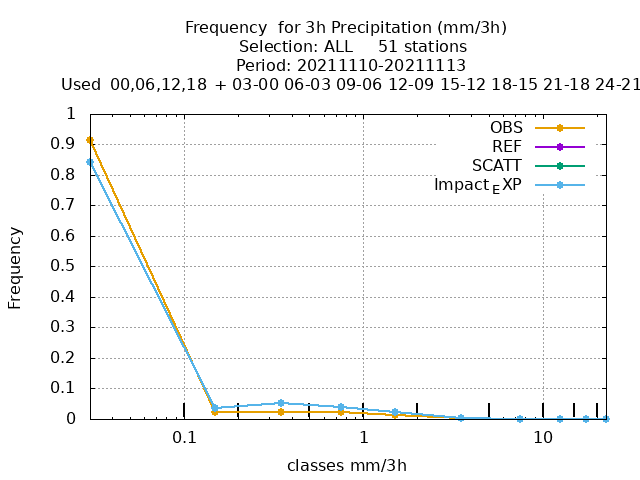 Frequency  for 3h Precipitation (mm/3h)
Selection: ALL     51 stations
Period: 20211110-20211113
Used  00,06,12,18  + 03-00 06-03 09-06 12-09 15-12 18-15 21-18 24-21
OBS
REF
SCATT
Impact_EXP
1
0.9
0.8
0.7
0.6
0.5
0.4
0.3
0.2
0.1
0
Frequency
0.1 1 10
classes mm/3h